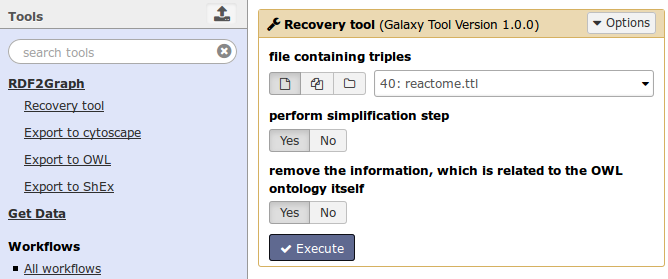 Tools
search tools
RDF2Graph
Recovery tool
Export to cytoscape
Export to OWL
Export to ShEx
Get Data
Workflows
All workflows
Recovery tool (Galaxy Tool Version 1.0.0)
Options
file containing triples
40: reactome.ttl
perform simplification step
Yes No
remove the information, which is related to the OWL
ontology itself
Yes No
Execute